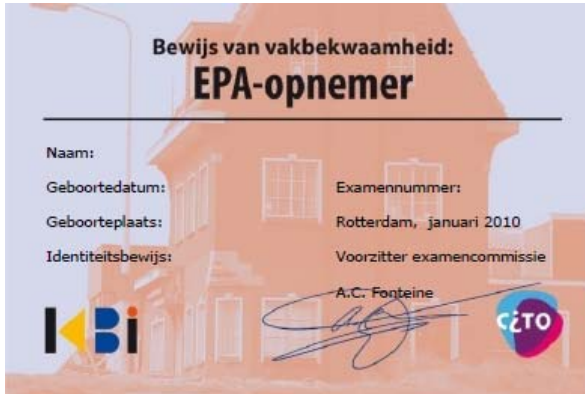 Bewijs van vakbekwaamheid:
EPA-opnemer
Naam:
Geboortedatum:
Examennummer:
Geboorteplaats:
Rotterdam, januari 2010
Identiteitsbewijs:
Voorzitter examencommissie
A.C. Fonteine
KBi
CiTO